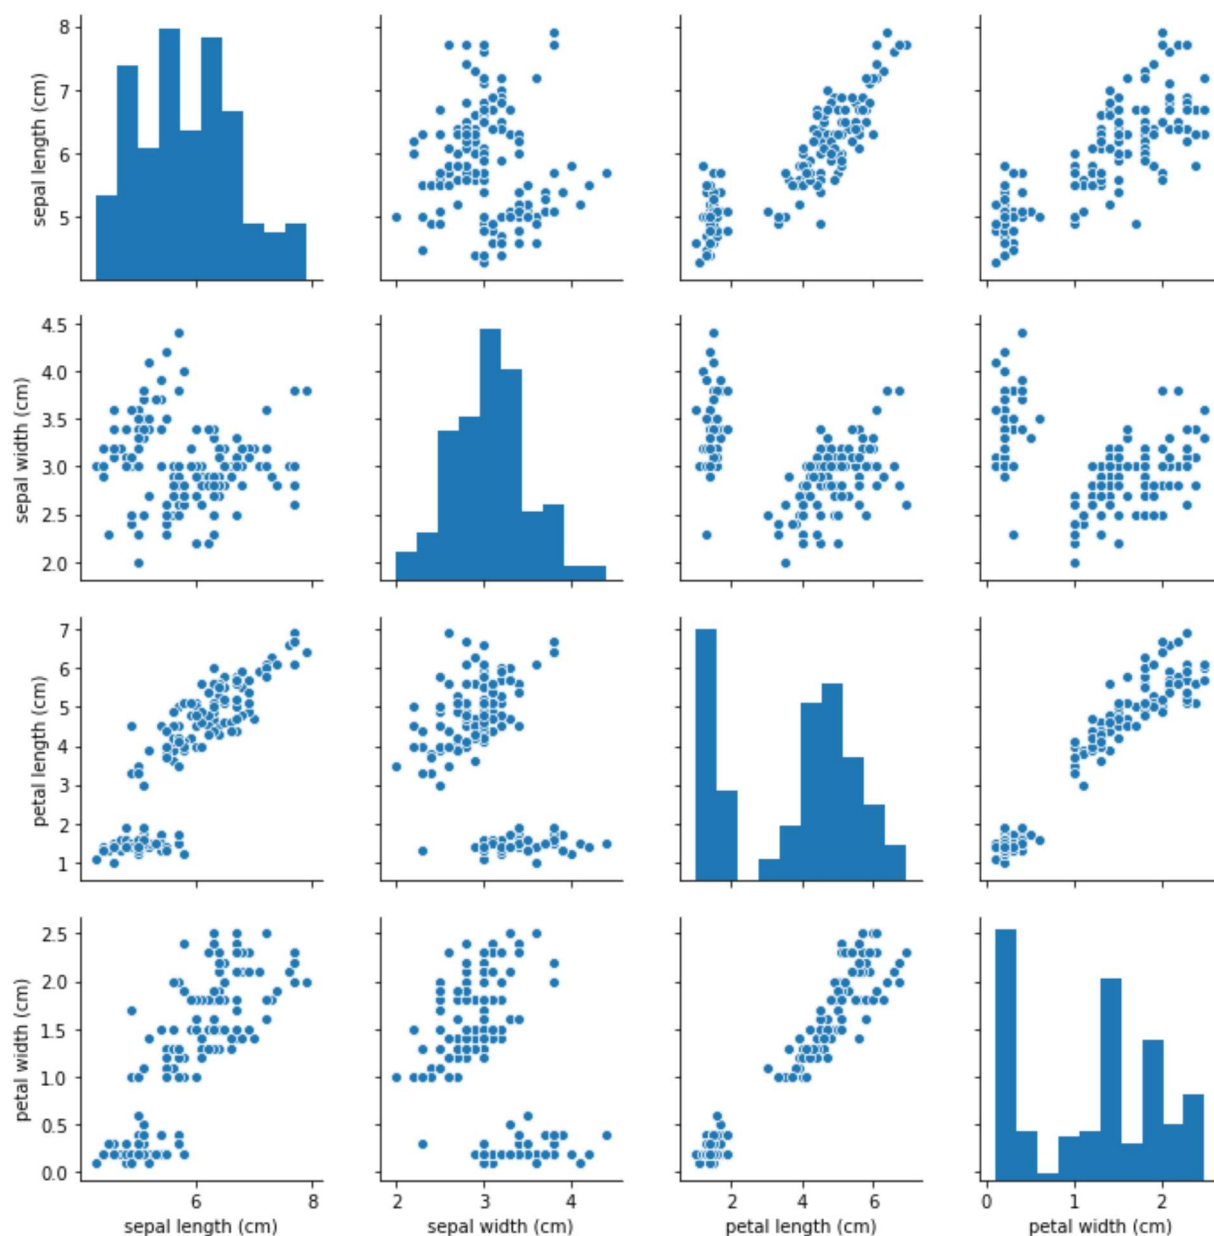 8
7
6
5
sepal length (cm)
4.5
4.0
3.5
3.0
2.5
2.0
sepal width (cm)
7
6
5
4
3
2
1
petal length (cm)
2.5
2.0
1.5
1.0
0.5
0.0
petal width (cm)
6 8
sepal length (cm)
2 3 4
sepal width (cm)
2 4 6
petal length (cm)
0 1 2
petal width (cm)